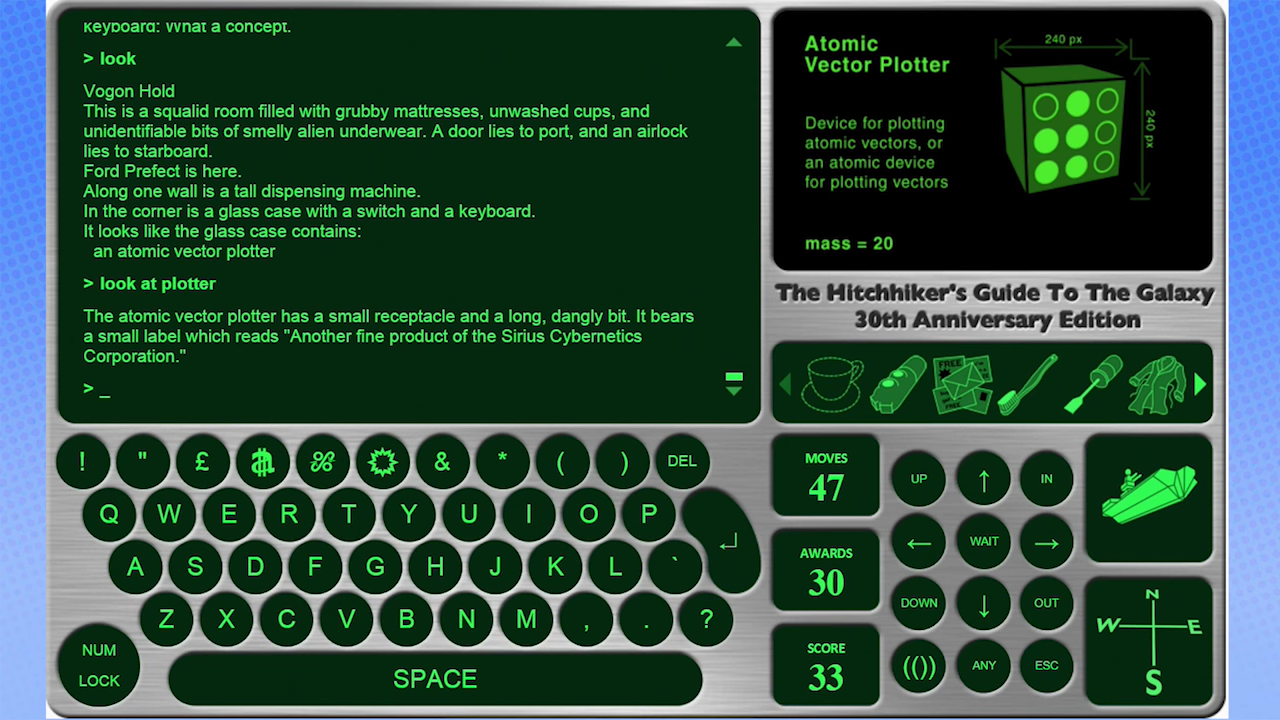 keyboard: What a concept.
> look
Vogon Hold
This is a squalid room filled with grubby mattresses, unwashed cups, and
unidentifiable bits of smelly alien underwear. A door lies to port, and an airlock
lies to starboard.
Ford Prefect is here.
Along one wall is a tall dispensing machine.
In the corner is a glass case with a switch and a keyboard.
It looks like the glass case contains:
an atomic vector plotter
> look at plotter
The atomic vector plotter has a small receptacle and a long, dangly bit. It bears
a small label which reads "Another fine product of the Sirius Cybernetics
Corporation."
> _
Atomic
Vector Plotter
240 px
240 px
Device for plotting
atomic vectors, or
an atomic device
for plotting vectors
mass = 20
The Hitchhiker's Guide To The Galaxy
30th Anniversary Edition
FREE
FREE
! " £ & * ( ) DEL
Q W E R T Y U I O P
A S D F G H J K L `
Z X C V B N M , . ?
NUM
LOCK
SPACE
MOVES
47
AWARDS
30
SCORE
33
UP ↑ IN
← WAIT →
DOWN ↓ OUT
(()) ANY ESC
N
W E
S